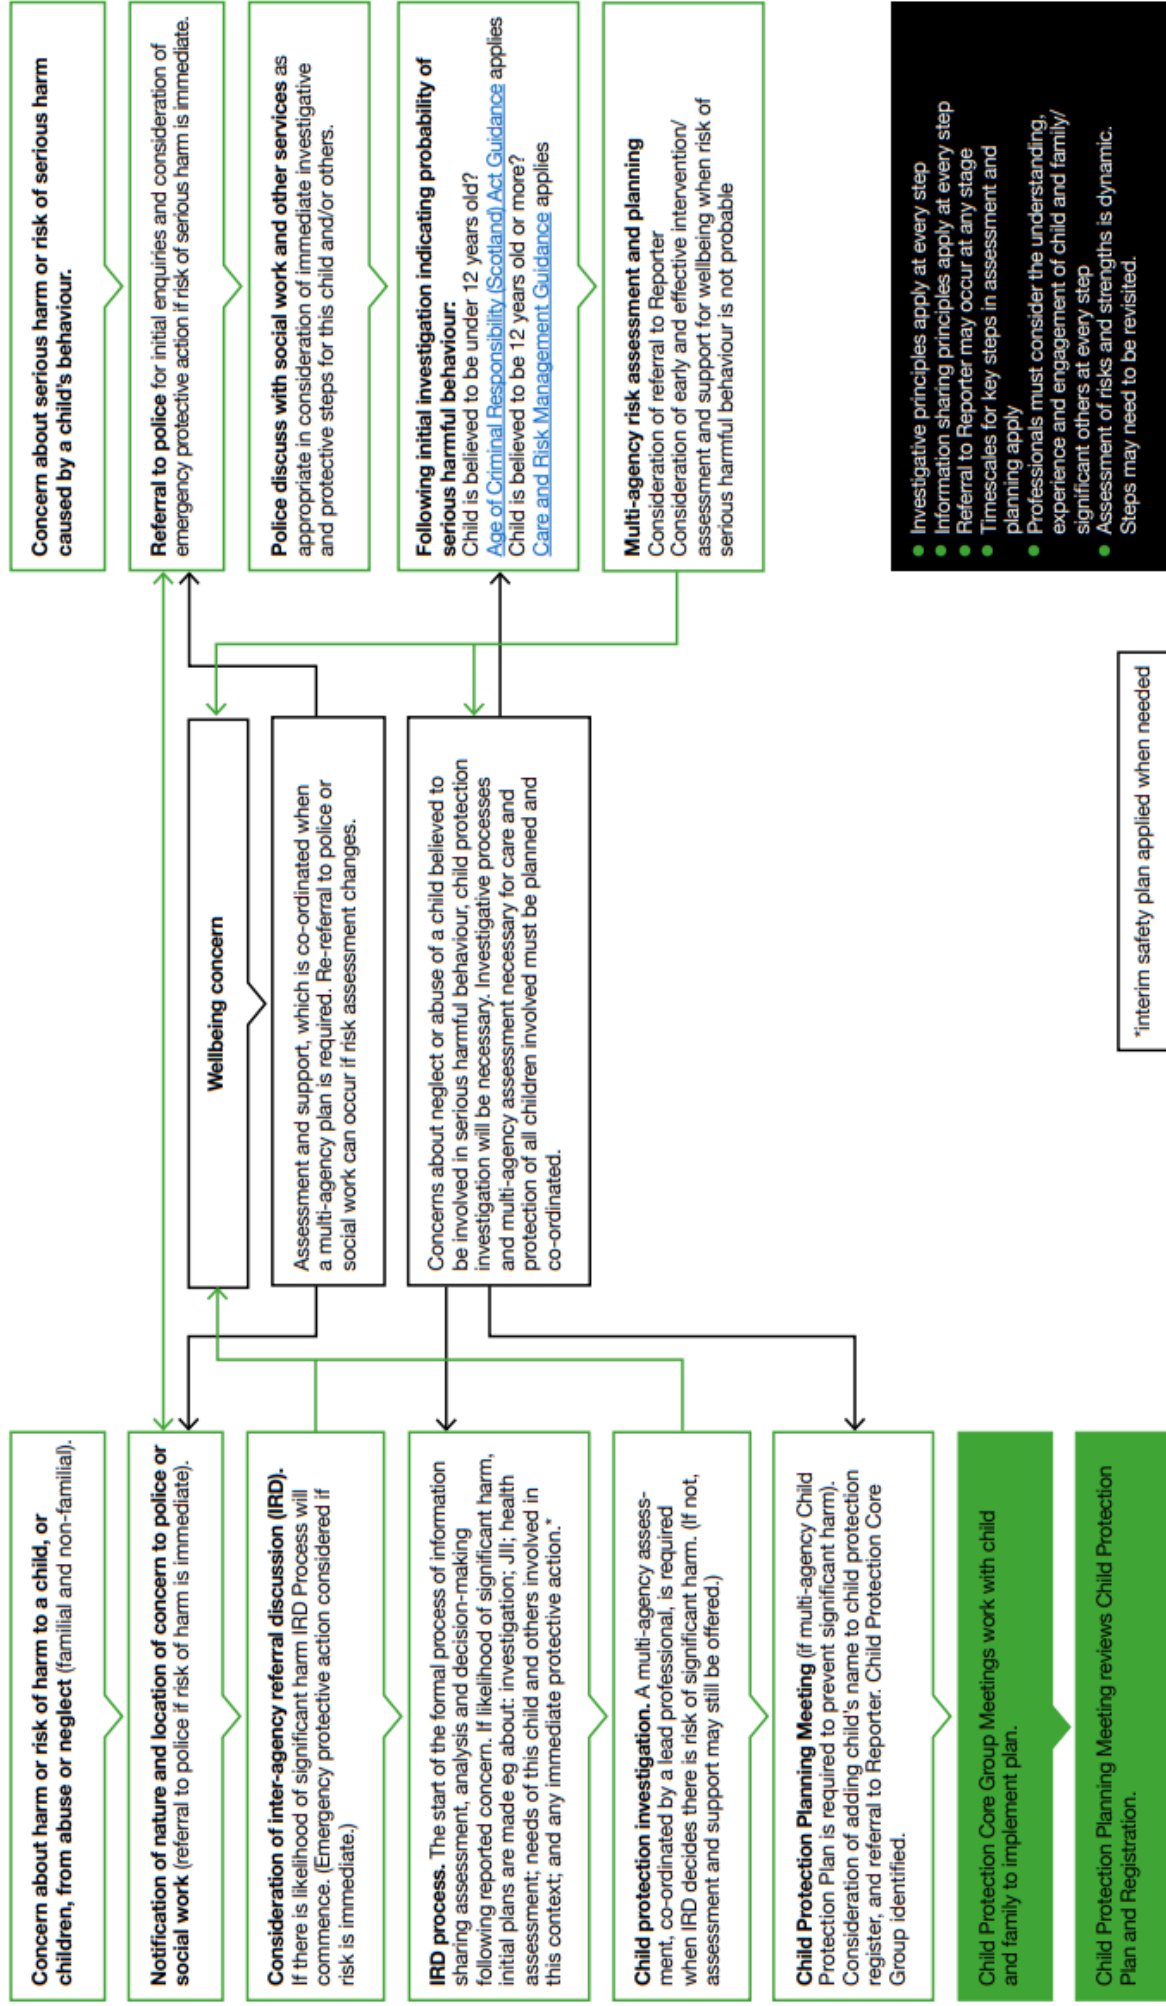 Concern about harm or risk of harm to a child, or
children, from abuse or neglect (familial and non-familial).
Notification of nature and location of concern to police or
social work (referral to police if risk of harm is immediate).
Consideration of inter-agency referral discussion (IRD).
If there is likelihood of significant harm IRD Process will
commence. (Emergency protective action considered if
risk is immediate.)
IRD process. The start of the formal process of information
sharing assessment, analysis and decision-making
following reported concern. If likelihood of significant harm,
initial plans are made eg about: investigation; JII; health
assessment; needs of this child and others involved in
this context; and any immediate protective action.*
Child protection investigation. A multi-agency assess-
ment, co-ordinated by a lead professional, is required
when IRD decides there is risk of significant harm. (If not,
assessment and support may still be offered.)
Child Protection Planning Meeting (if multi-agency Child
Protection Plan is required to prevent significant harm).
Consideration of adding child's name to child protection
register, and referral to Reporter. Child Protection Core
Group identified.
Child Protection Core Group Meetings work with child
and family to implement plan.
Child Protection Planning Meeting reviews Child Protection
Plan and Registration.
Wellbeing concern
Assessment and support, which is co-ordinated when
a multi-agency plan is required. Re-referral to police or
social work can occur if risk assessment changes.
Concerns about neglect or abuse of a child believed to
be involved in serious harmful behaviour, child protection
investigation will be necessary. Investigative processes
and multi-agency assessment necessary for care and
protection of all children involved must be planned and
co-ordinated.
*interim safety plan applied when needed
Concern about serious harm or risk of serious harm
caused by a child's behaviour.
Referral to police for initial enquiries and consideration of
emergency protective action if risk of serious harm is immediate.
Police discuss with social work and other services as
appropriate in consideration of immediate investigative
and protective steps for this child and/or others.
Following initial investigation indicating probability of
serious harmful behaviour:
Child is believed to be under 12 years old?
Age of Criminal Responsibility (Scotland) Act Guidance applies
Child is believed to be 12 years old or more?
Care and Risk Management Guidance applies
Multi-agency risk assessment and planning
Consideration of referral to Reporter
Consideration of early and effective intervention/
assessment and support for wellbeing when risk of
serious harmful behaviour is not probable
● Investigative principles apply at every step
● Information sharing principles apply at every step
● Referral to Reporter may occur at any stage
● Timescales for key steps in assessment and
planning apply
● Professionals must consider the understanding,
experience and engagement of child and family/
significant others at every step
● Assessment of risks and strengths is dynamic.
Steps may need to be revisited.